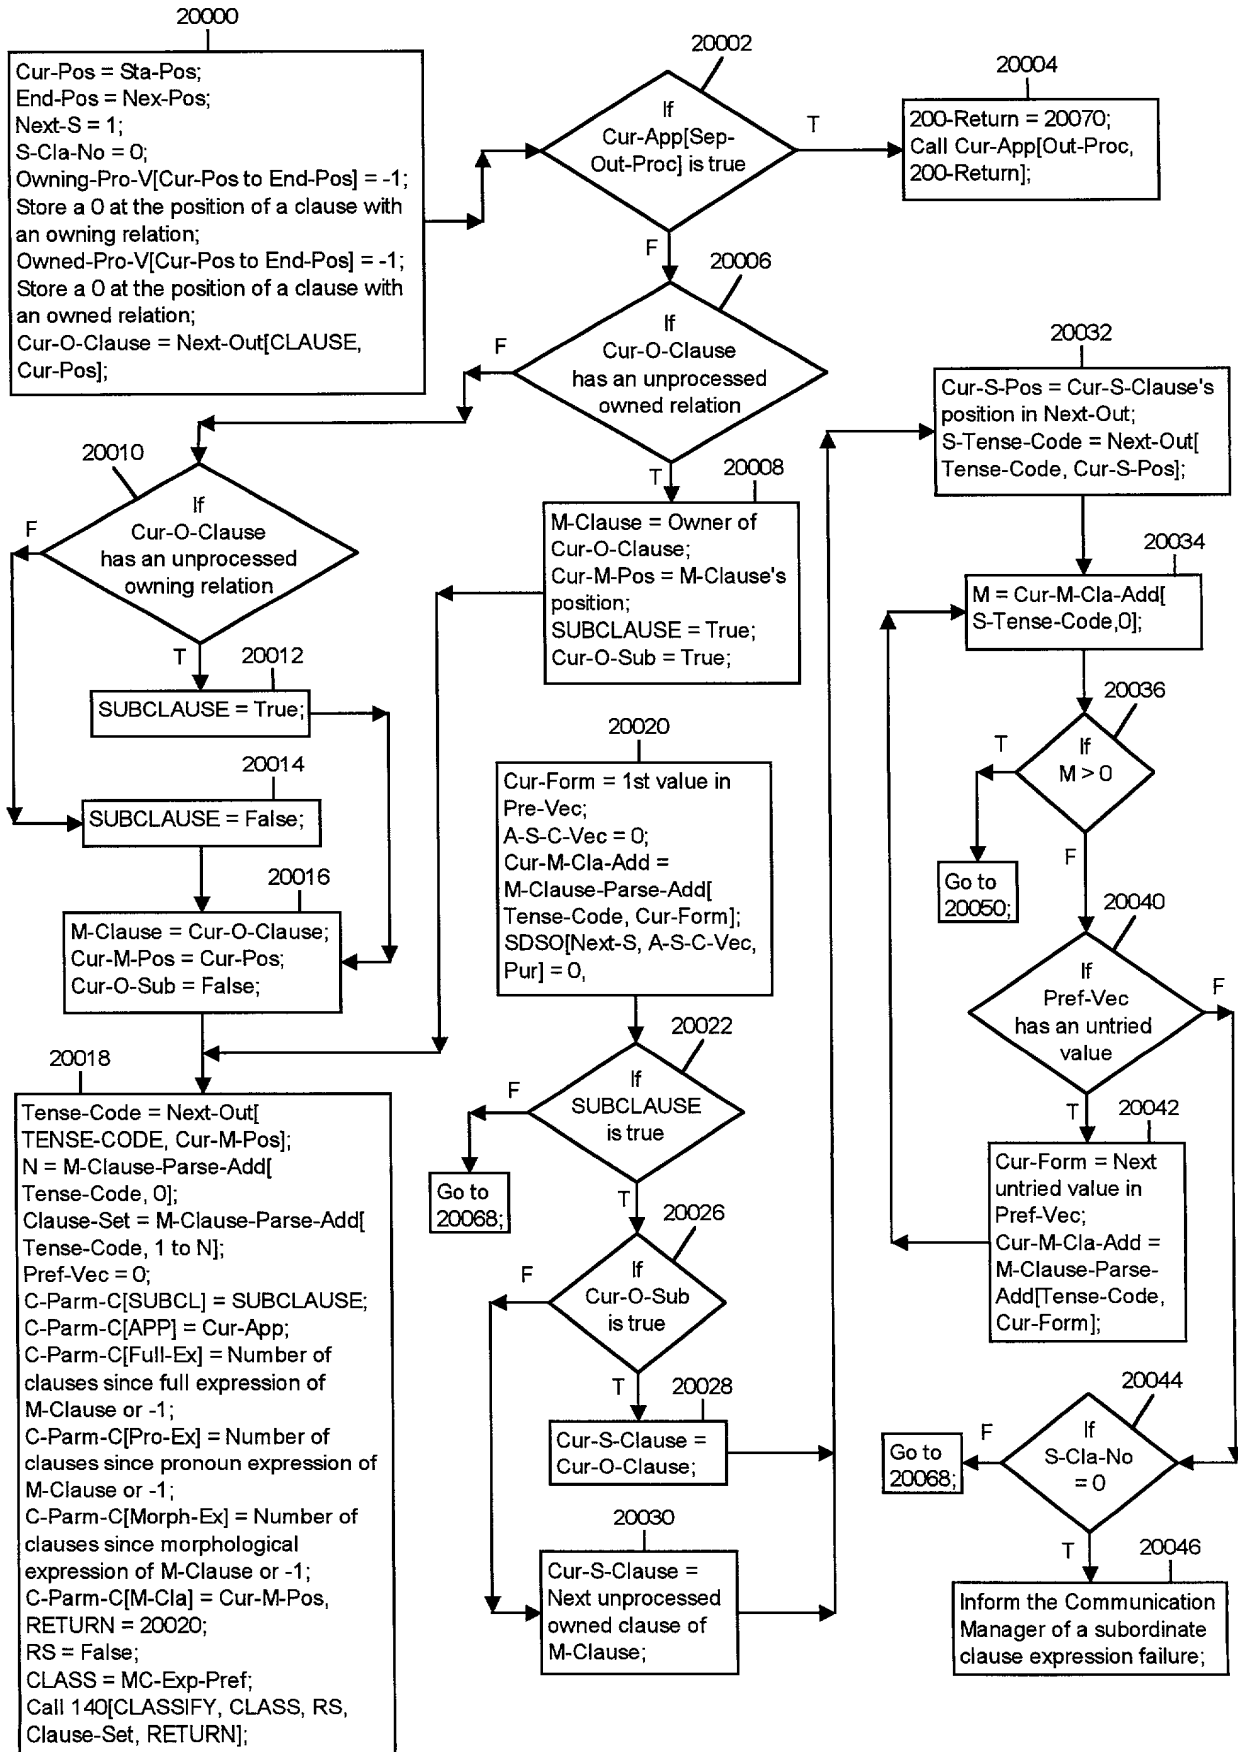 20000
Cur-Pos = Sta-Pos;
End-Pos = Nex-Pos;
Next-S = 1;
S-Cla-No = 0;
Owning-Pro-V[Cur-Pos to End-Pos] = -1;
Store a 0 at the position of a clause with
an owning relation;
Owned-Pro-V[Cur-Pos to End-Pos] = -1;
Store a 0 at the position of a clause with
an owned relation;
Cur-O-Clause = Next-Out[CLAUSE,
Cur-Pos];
20002
If
Cur-App[Sep-
Out-Proc] is true
T
F
20004
200-Return = 20070;
Call Cur-App[Out-Proc,
200-Return];
20006
If
Cur-O-Clause
has an unprocessed
owned relation
F
T
20008
M-Clause = Owner of
Cur-O-Clause;
Cur-M-Pos = M-Clause's
position;
SUBCLAUSE = True;
Cur-O-Sub = True;
20010
If
Cur-O-Clause
has an unprocessed
owning relation
F
T
20012
SUBCLAUSE = True;
20014
SUBCLAUSE = False;
20016
M-Clause = Cur-O-Clause;
Cur-M-Pos = Cur-Pos;
Cur-O-Sub = False;
20018
Tense-Code = Next-Out[
TENSE-CODE, Cur-M-Pos];
N = M-Clause-Parse-Add[
Tense-Code, 0];
Clause-Set = M-Clause-Parse-Add[
Tense-Code, 1 to N];
Pref-Vec = 0;
C-Parm-C[SUBCL] = SUBCLAUSE;
C-Parm-C[APP] = Cur-App;
C-Parm-C[Full-Ex] = Number of
clauses since full expression of
M-Clause or -1;
C-Parm-C[Pro-Ex] = Number of
clauses since pronoun expression of
M-Clause or -1;
C-Parm-C[Morph-Ex] = Number of
clauses since morphological
expression of M-Clause or -1;
C-Parm-C[M-Cla] = Cur-M-Pos,
RETURN = 20020;
RS = False;
CLASS = MC-Exp-Pref;
Call 140[CLASSIFY, CLASS, RS,
Clause-Set, RETURN];
20020
Cur-Form = 1st value in
Pre-Vec;
A-S-C-Vec = 0;
Cur-M-Cla-Add =
M-Clause-Parse-Add[
Tense-Code, Cur-Form];
SDSO[Next-S, A-S-C-Vec,
Pur] = 0,
20022
If
SUBCLAUSE
is true
F
Go to
20068;
T
20026
If
Cur-O-Sub
is true
F
T
20028
Cur-S-Clause =
Cur-O-Clause;
20030
Cur-S-Clause =
Next unprocessed
owned clause of
M-Clause;
20032
Cur-S-Pos = Cur-S-Clause's
position in Next-Out;
S-Tense-Code = Next-Out[
Tense-Code, Cur-S-Pos];
20034
M = Cur-M-Cla-Add[
S-Tense-Code,0];
20036
If
M > 0
T
Go to
20050;
F
20040
If
Pref-Vec
has an untried
value
F
T
20042
Cur-Form = Next
untried value in
Pref-Vec;
Cur-M-Cla-Add =
M-Clause-Parse-
Add[Tense-Code,
Cur-Form];
20044
If
S-Cla-No
= 0
F
Go to
20068;
T
20046
Inform the Communication
Manager of a subordinate
clause expression failure;